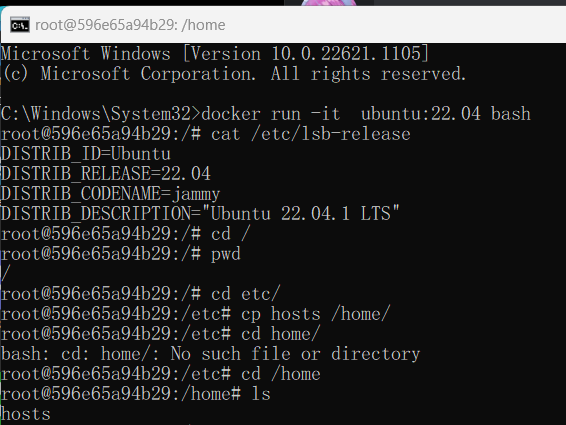 root@596e65a94b29: /home
Microsoft Windows [Version 10.0.22621.1105]
(c) Microsoft Corporation. All rights reserved.
C:\Windows\System32>docker run -it  ubuntu:22.04 bash
root@596e65a94b29:/# cat /etc/lsb-release
DISTRIB_ID=Ubuntu
DISTRIB_RELEASE=22.04
DISTRIB_CODENAME=jammy
DISTRIB_DESCRIPTION="Ubuntu 22.04.1 LTS"
root@596e65a94b29:/# cd /
root@596e65a94b29:/# pwd
/
root@596e65a94b29:/# cd etc/
root@596e65a94b29:/etc# cp hosts /home/
root@596e65a94b29:/etc# cd home/
bash: cd: home/: No such file or directory
root@596e65a94b29:/etc# cd /home
root@596e65a94b29:/home# ls
hosts